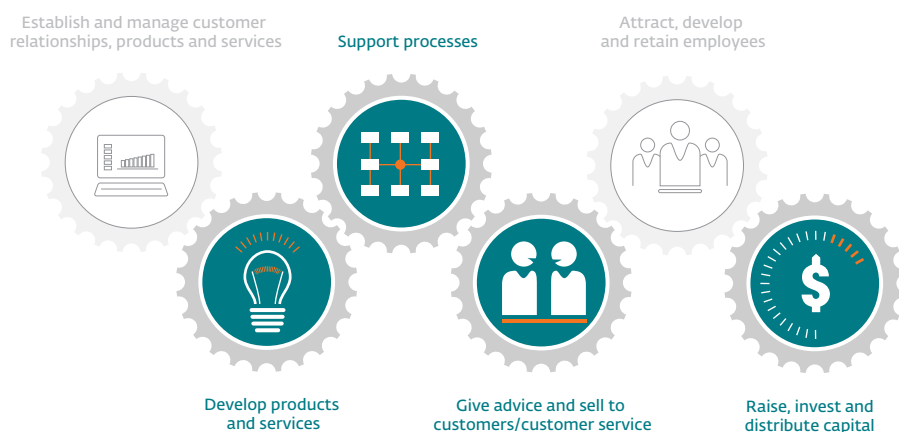 Establish and manage customer
relationships, products and services
Support processes
Attract, develop
and retain employees
$
Develop products
and services
Give advice and sell to
customers/customer service
Raise, invest and
distribute capital